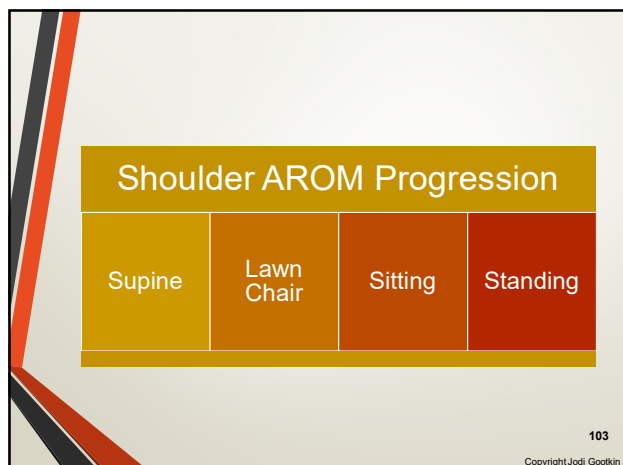 Shoulder AROM Progression
Supine
Lawn
Chair
Sitting
Standing
103
Copyright Jodi Gootkin